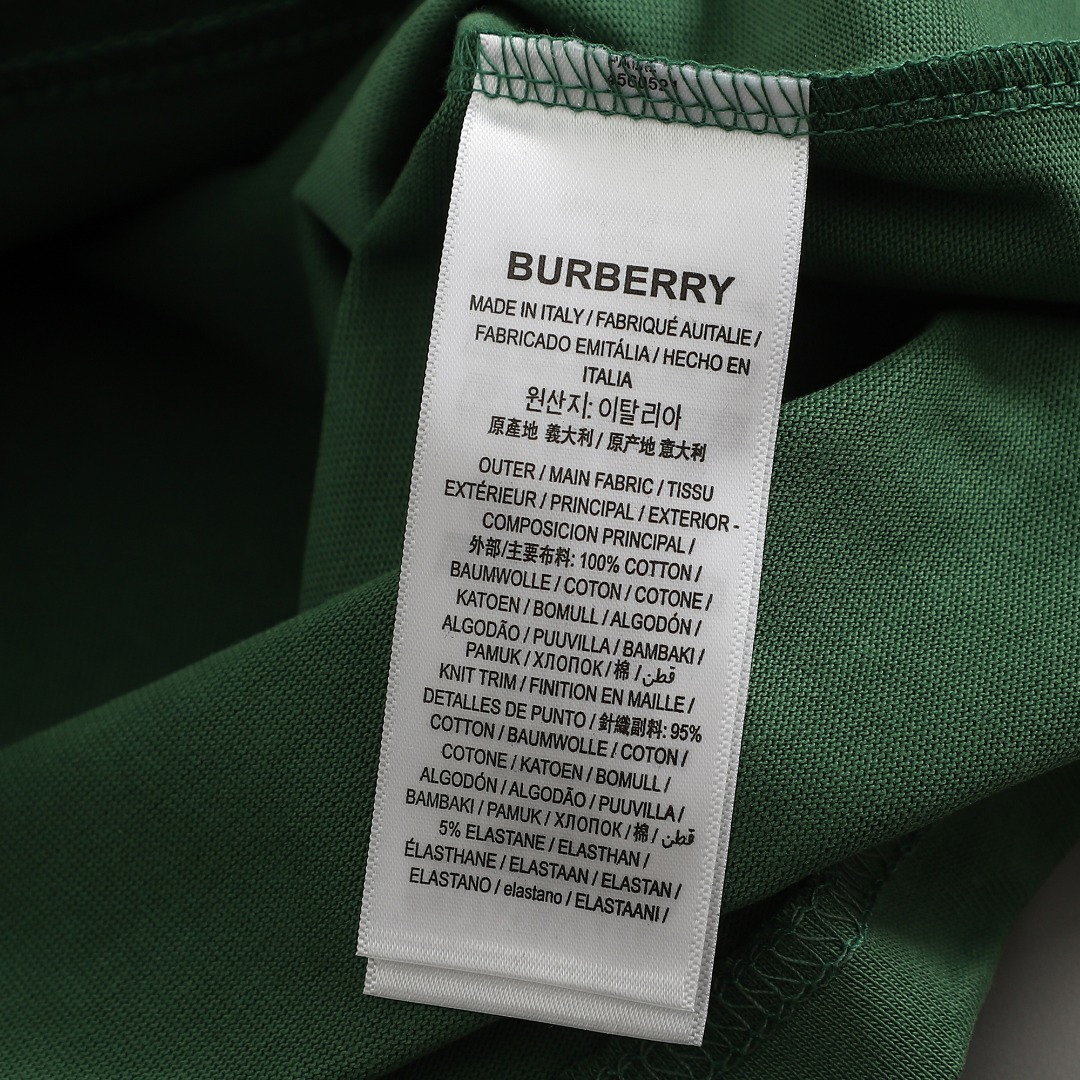 4560521
BURBERRY
MADE IN ITALY / FABRIQUÉ AUITALIE /
FABRICADO EMITÁLIA / HECHO EN
ITALIA
원산지: 이탈리아
原產地 義大利 / 原产地 意大利
OUTER / MAIN FABRIC / TISSU
EXTÉRIEUR / PRINCIPAL / EXTERIOR -
COMPOSICION PRINCIPAL /
外部/主要布料: 100% COTTON /
BAUMWOLLE / COTON / COTONE /
KATOEN / BOMULL / ALGODÓN /
ALGODÃO / PUUVILLA / BAMBAKI /
PAMUK / ХЛОПОК / 棉 / قطن /
KNIT TRIM / FINITION EN MAILLE /
DETALLES DE PUNTO / 針織副料: 95%
COTTON / BAUMWOLLE / COTON /
COTONE / KATOEN / BOMULL /
ALGODÓN / ALGODÃO / PUUVILLA /
BAMBAKI / PAMUK / ХЛОПОК / 棉 / قطن
5% ELASTANE / ELASTHAN /
ÉLASTHANE / ELASTAAN / ELASTAN /
ELASTANO / elastano / ELASTAANI /